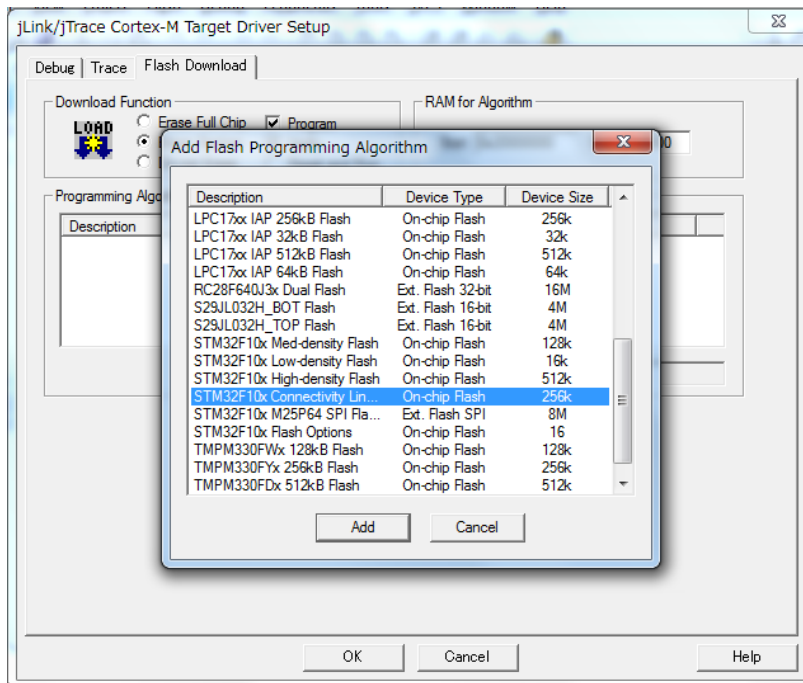 jLink/jTrace Cortex-M Target Driver Setup
Debug Trace Flash Download
Download Function
LOAD
Erase Full Chip
Program
RAM for Algorithm
Add Flash Programming Algorithm
Programming Algo
Description
Description Device Type Device Size
LPC17xx IAP 256kB Flash On-chip Flash 256k
LPC17xx IAP 32kB Flash On-chip Flash 32k
LPC17xx IAP 512kB Flash On-chip Flash 512k
LPC17xx IAP 64kB Flash On-chip Flash 64k
RC28F640J3x Dual Flash Ext. Flash 32-bit 16M
S29JL032H_BOT Flash Ext. Flash 16-bit 4M
S29JL032H_TOP Flash Ext. Flash 16-bit 4M
STM32F10x Med-density Flash On-chip Flash 128k
STM32F10x Low-density Flash On-chip Flash 16k
STM32F10x High-density Flash On-chip Flash 512k
STM32F10x Connectivity Lin... On-chip Flash 256k
STM32F10x M25P64 SPI Fla... Ext. Flash SPI 8M
STM32F10x Flash Options On-chip Flash 16
TMPM330FWx 128kB Flash On-chip Flash 128k
TMPM330FYx 256kB Flash On-chip Flash 256k
TMPM330FDx 512kB Flash On-chip Flash 512k
Add Cancel
OK Cancel Help